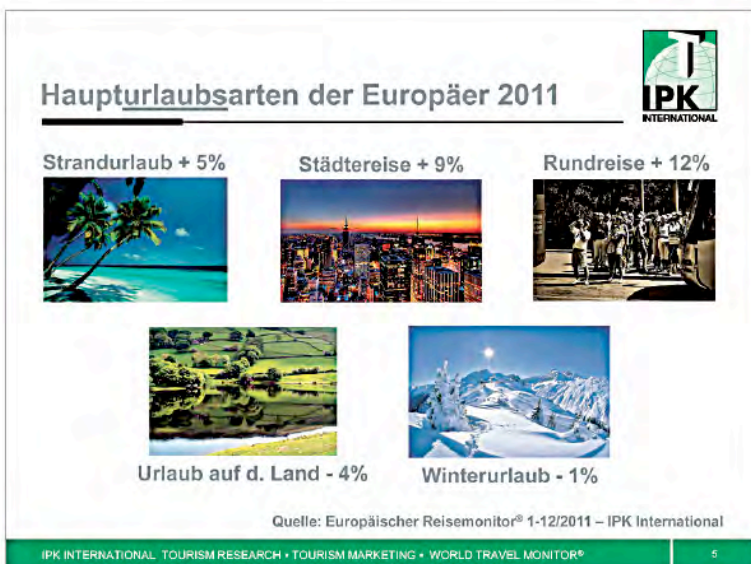 T
IPK
INTERNATIONAL
Haupturlaubsarten der Europäer 2011
Strandurlaub + 5%
Städtereise + 9%
Rundreise + 12%
Urlaub auf d. Land - 4%
Winterurlaub - 1%
Quelle: Europäischer Reisemonitor® 1-12/2011 – IPK International
IPK INTERNATIONAL TOURISM RESEARCH • TOURISM MARKETING • WORLD TRAVEL MONITOR®
5